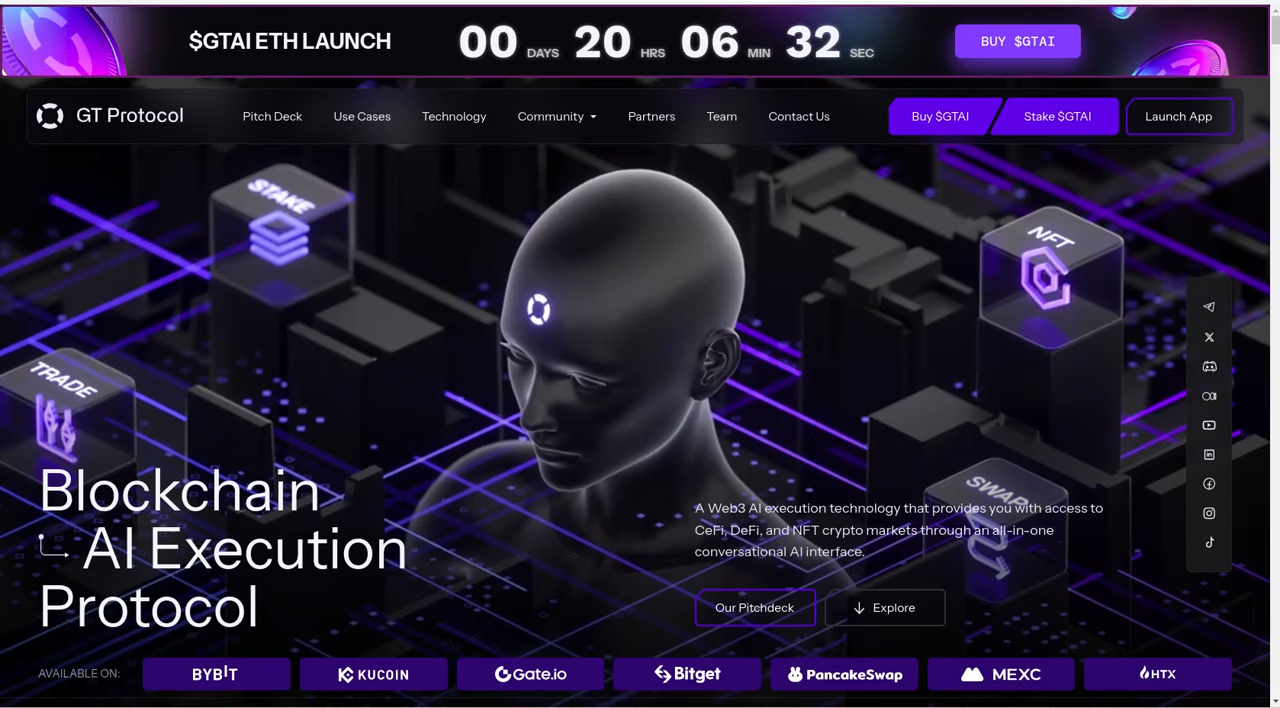 $GTAI ETH LAUNCH
00 DAYS 20 HRS 06 MIN 32 SEC
BUY $GTAI
GT Protocol
Pitch Deck
Use Cases
Technology
Community
Partners
Team
Contact Us
Buy $GTAI
Stake $GTAI
Launch App
STAKE
NFT
TRADE
SWAP
Blockchain
AI Execution
Protocol
A Web3 AI execution technology that provides you with access to
CeFi, DeFi, and NFT crypto markets through an all-in-one
conversational AI interface.
Our Pitchdeck
Explore
AVAILABLE ON:
BYBIT
KUCOIN
Gate.io
Bitget
PancakeSwap
MEXC
HTX